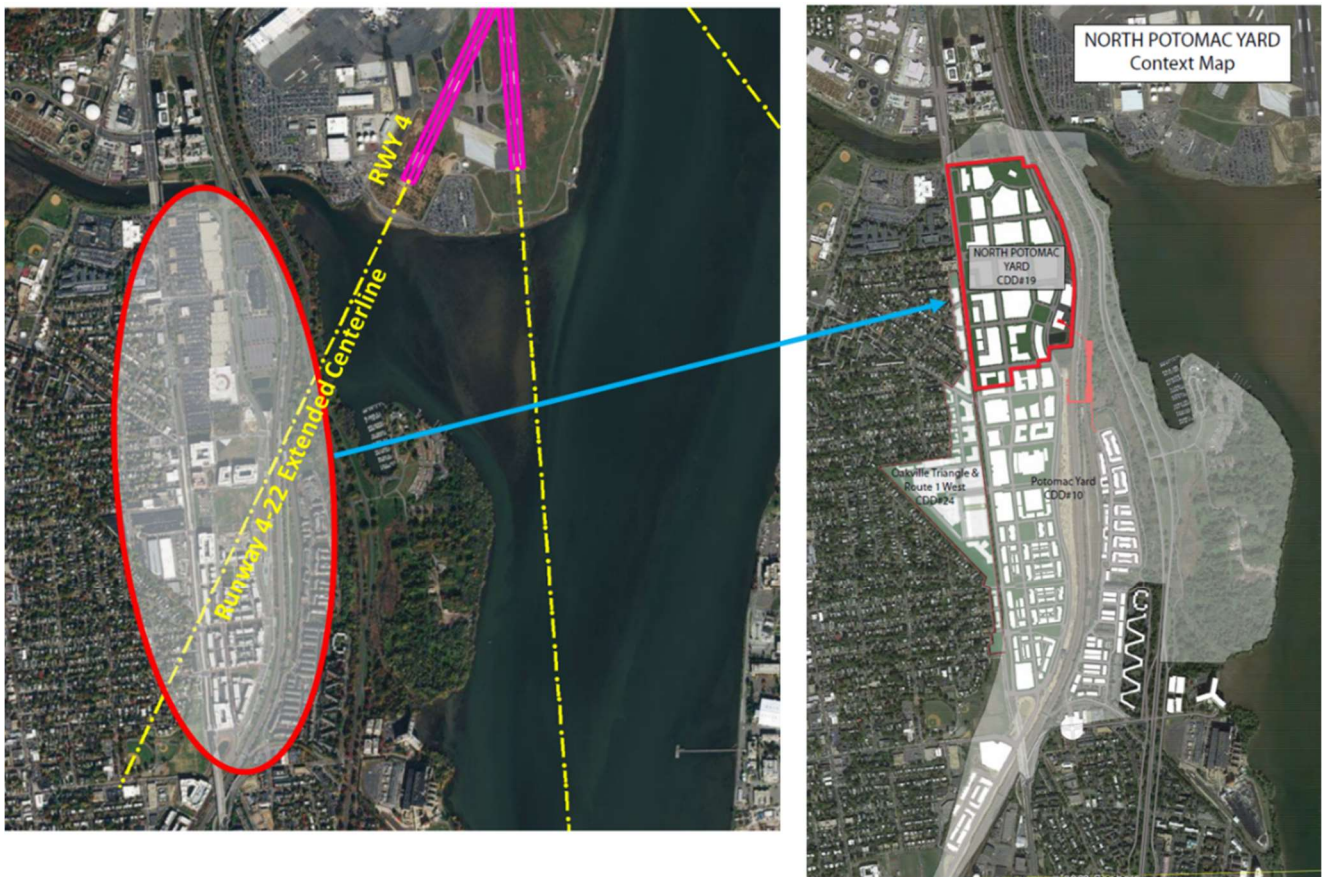 RWY 4
Runway 4-22 Extended Centerline
NORTH POTOMAC YARD
Context Map
NORTH POTOMAC
YARD
CDD#19
Oakville Triangle &
Route 1 West
CDD#24
Potomac Yard
CDD#10